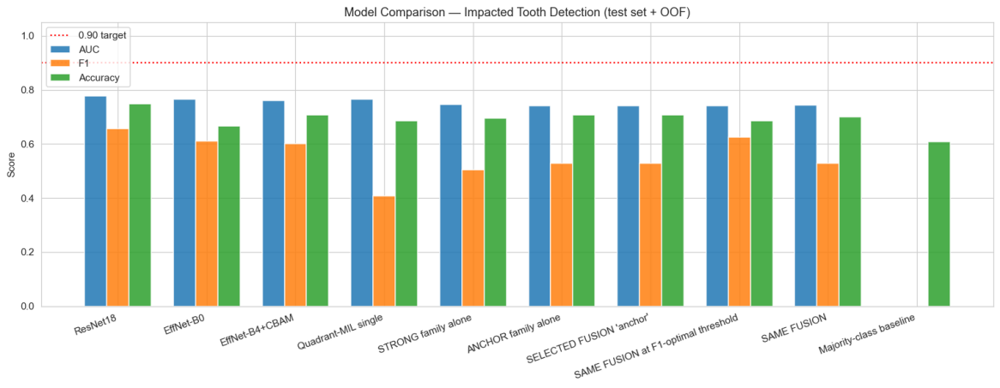 Model Comparison — Impacted Tooth Detection (test set + OOF)
0.90 target
AUC
F1
Accuracy
Score
1.0
0.8
0.6
0.4
0.2
0.0
ResNet18
EffNet-B0
EffNet-B4+CBAM
Quadrant-MIL single
STRONG family alone
ANCHOR family alone
SELECTED FUSION 'anchor'
SAME FUSION at F1-optimal threshold
SAME FUSION
Majority-class baseline